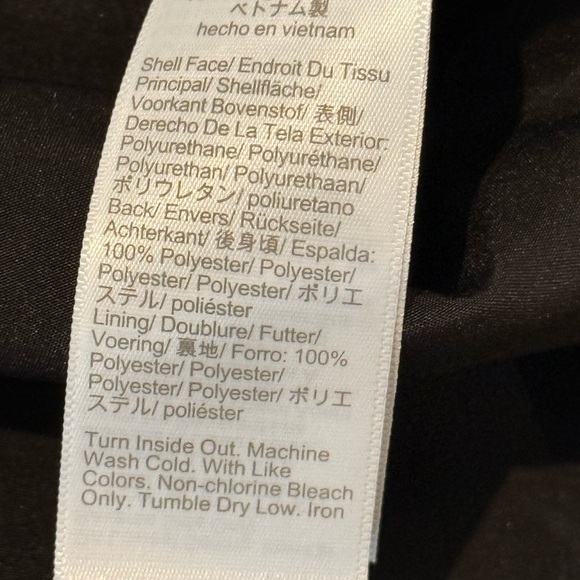 ベトナム製
hecho en vietnam
Shell Face/ Endroit Du Tissu
Principal/ Shellfläche/
Voorkant Bovenstof/ 表側/
Derecho De La Tela Exterior:
Polyurethane/ Polyuréthane/
Polyurethan/ Polyurethaan/
ポリウレタン/ poliuretano
Back/ Envers/ Rückseite/
Achterkant/ 後身頃/ Espalda:
100% Polyester/ Polyester/
Polyester/ Polyester/ ポリエ
ステル/ poliéster
Lining/ Doublure/ Futter/
Voering/ 裏地/ Forro: 100%
Polyester/ Polyester/
Polyester/ Polyester/ ポリエ
ステル/ poliéster
Turn Inside Out. Machine
Wash Cold. With Like
Colors. Non-chlorine Bleach
Only. Tumble Dry Low. Iron